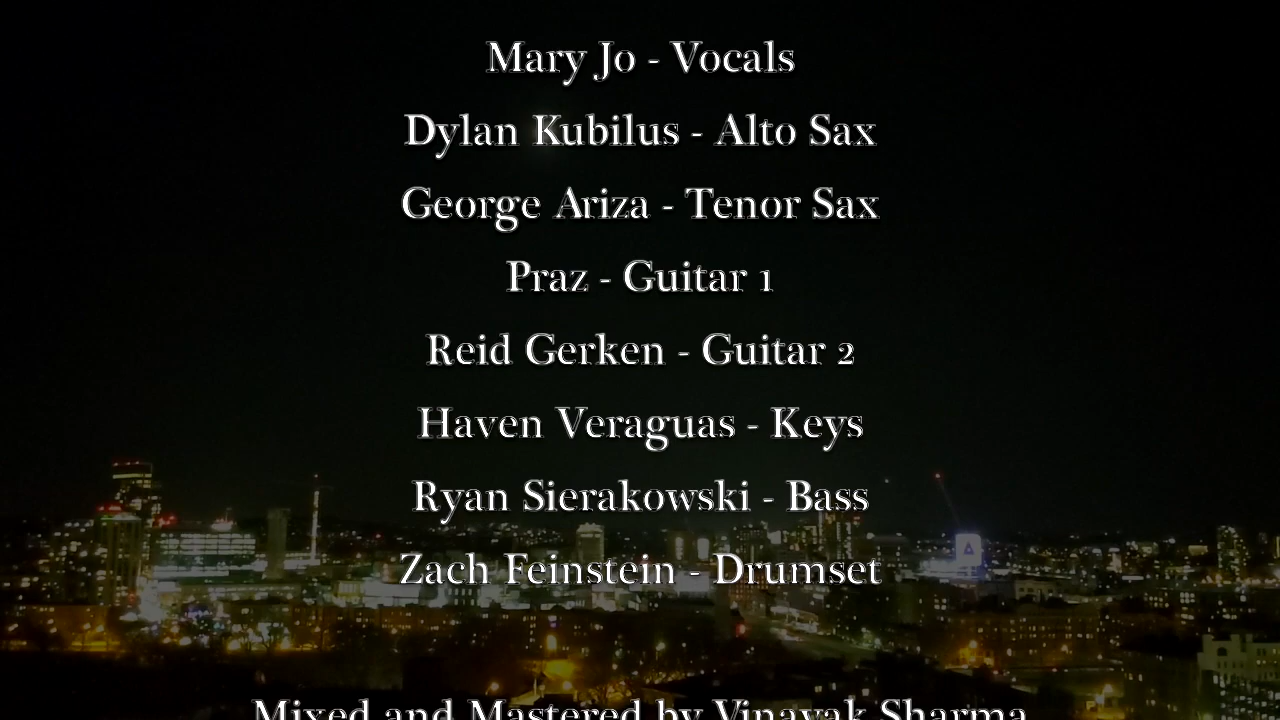 Mary Jo - Vocals
Dylan Kubilus - Alto Sax
George Ariza - Tenor Sax
Praz - Guitar 1
Reid Gerken - Guitar 2
Haven Veraguas - Keys
Ryan Sierakowski - Bass
Zach Feinstein - Drumset
Mixed and Mastered by Vinayak Sharma